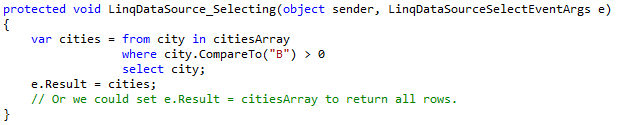 protected void LinqDataSource_Selecting(object sender, LinqDataSourceSelectEventArgs e)
{
    var cities = from city in citiesArray
                 where city.CompareTo("B") > 0
                 select city;
    e.Result = cities;
    // Or we could set e.Result = citiesArray to return all rows.
}